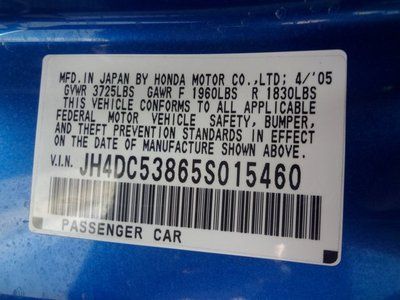 MFD. IN JAPAN BY HONDA MOTOR CO.,LTD; 4/'05
GVWR 3725LBS GAWR F 1960LBS R 1830LBS
THIS VEHICLE CONFORMS TO ALL APPLICABLE
FEDERAL MOTOR VEHICLE SAFETY, BUMPER,
AND THEFT PREVENTION STANDARDS IN EFFECT
ON THE DATE OF MANUFACTURE SHOWN ABOVE.
V.I.N. JH4DC53865S015460
PASSENGER CAR